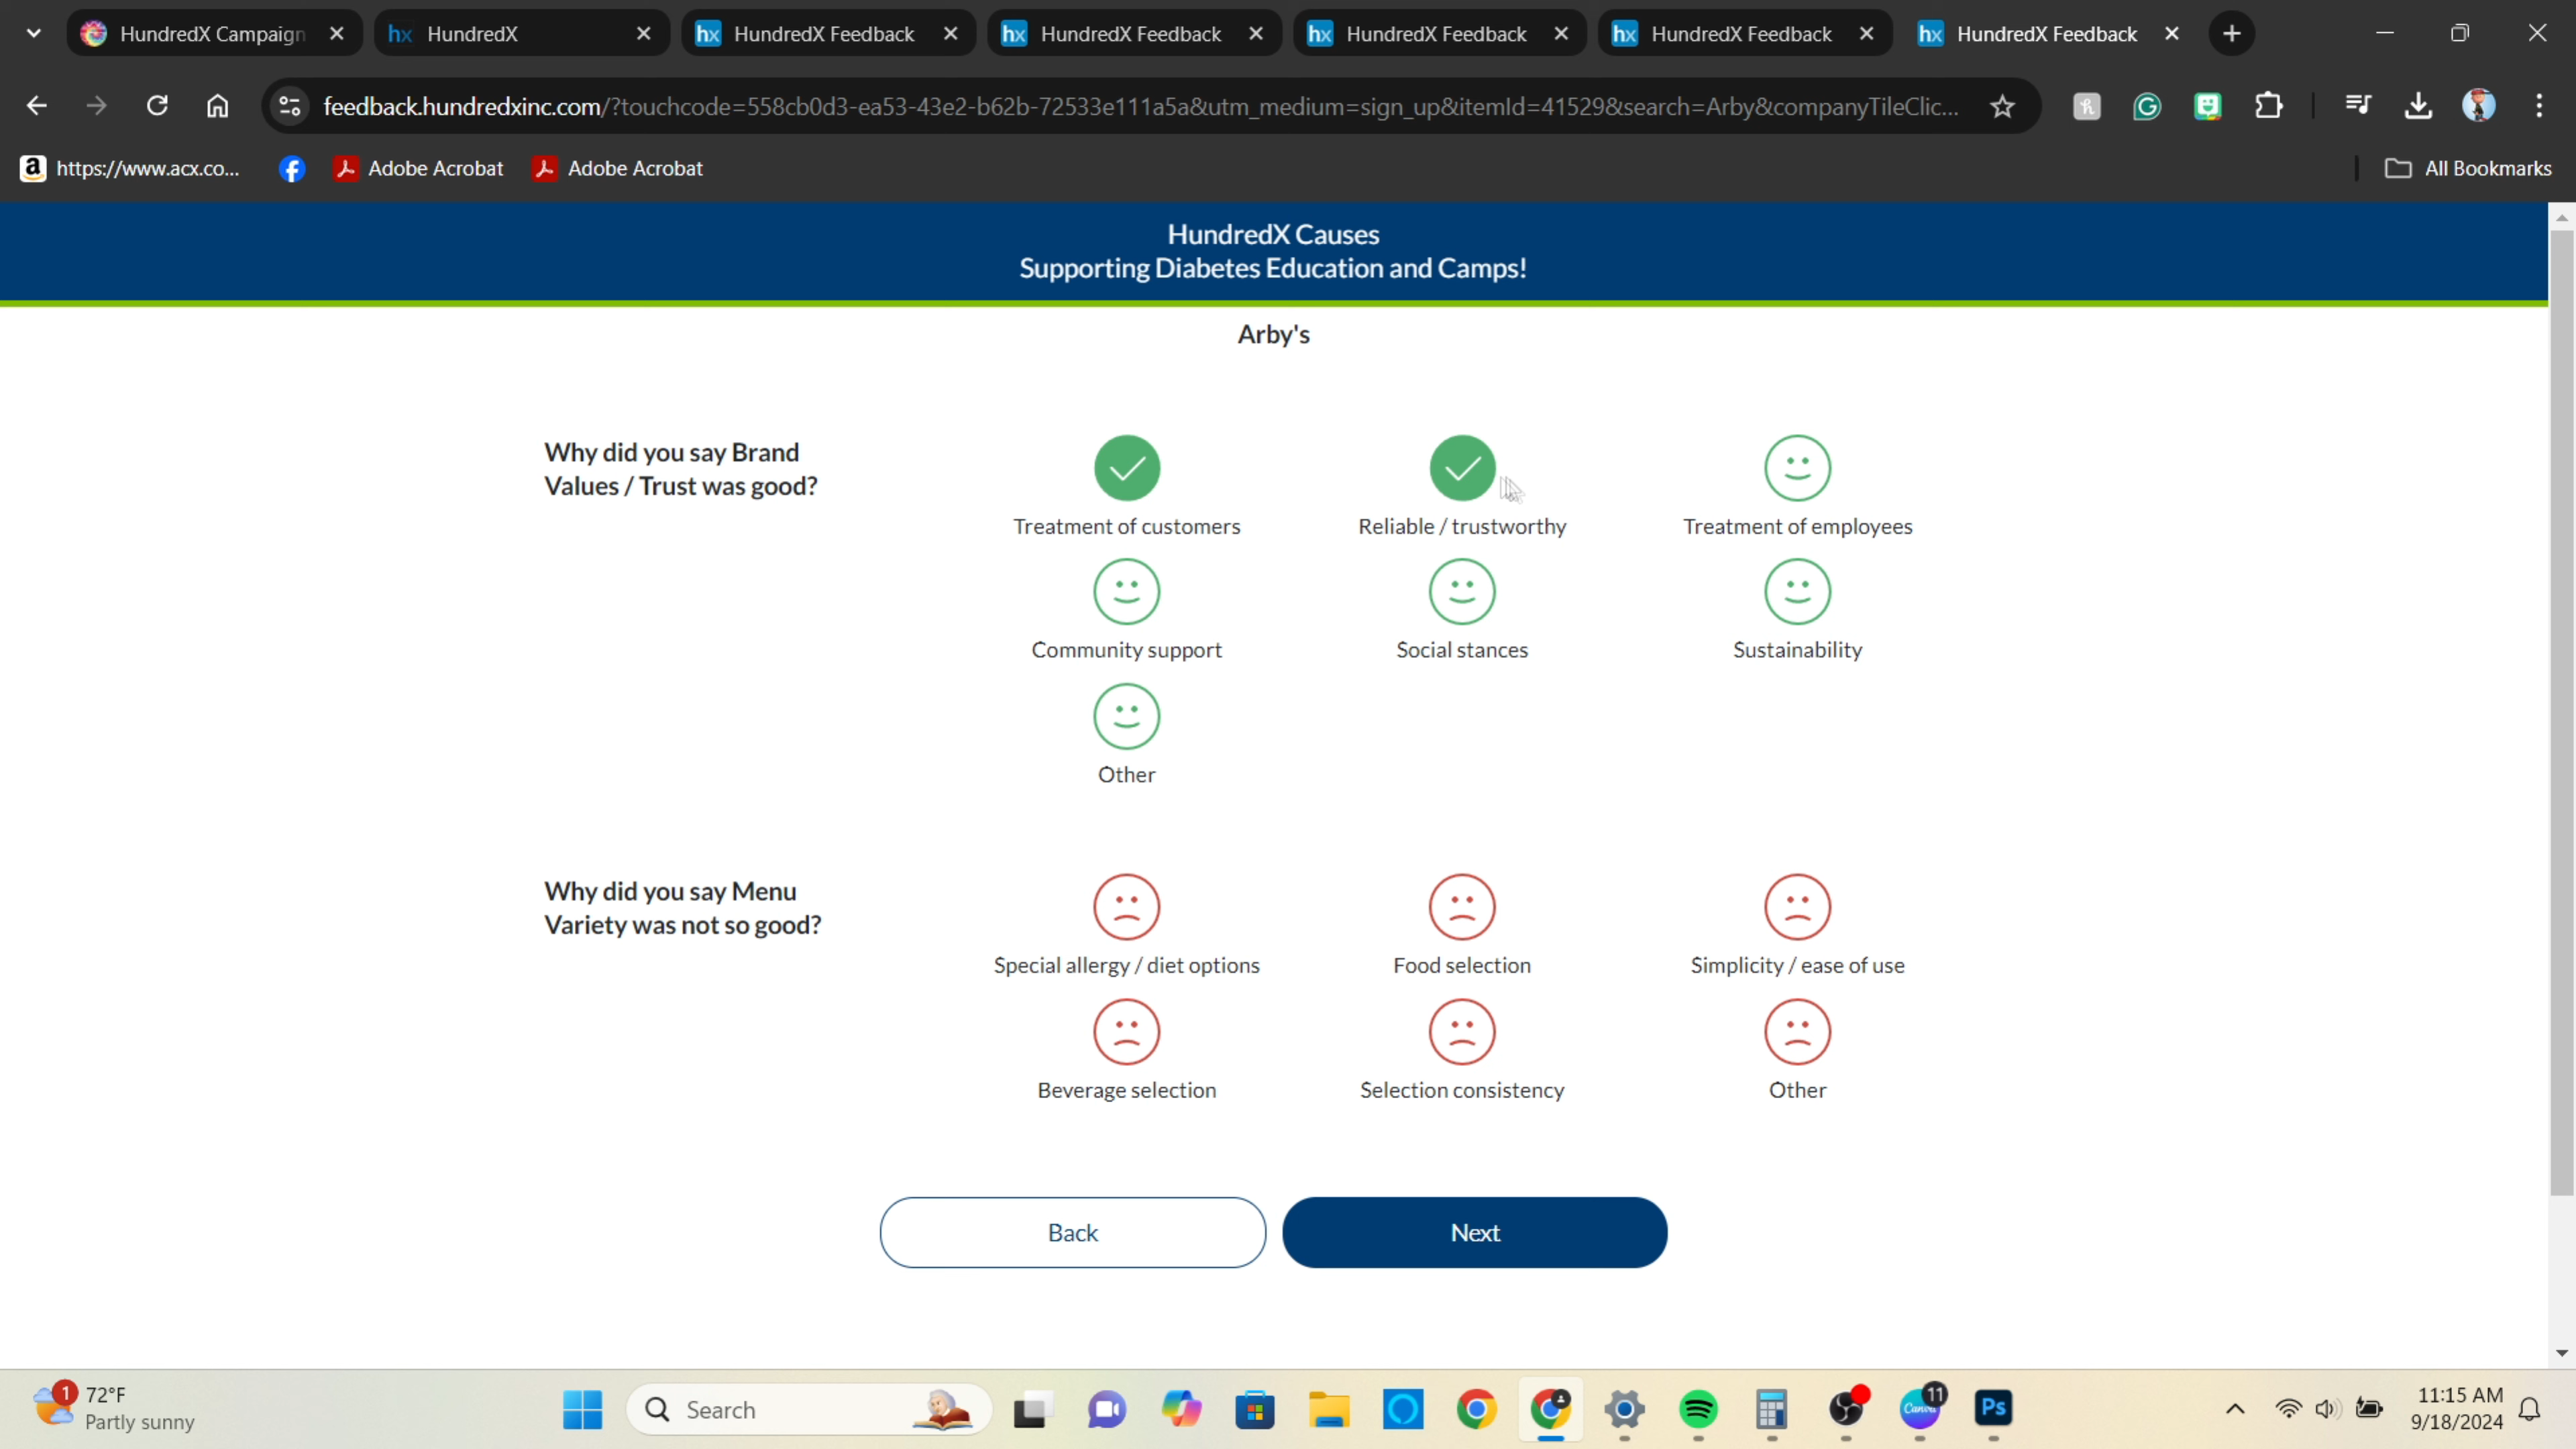 HundredX Campaign
HundredX
HundredX Feedback
HundredX Feedback
HundredX Feedback
HundredX Feedback
HundredX Feedback
feedback.hundredxinc.com/?touchcode=558cb0d3-ea53-43e2-b62b-72533e111a5a&utm_medium=sign_up&itemId=41529&search=Arby&companyTileClic...
https://www.acx.co...
Adobe Acrobat
Adobe Acrobat
All Bookmarks
HundredX Causes
Supporting Diabetes Education and Camps!
Arby's
Why did you say Brand
Values / Trust was good?
Treatment of customers
Reliable / trustworthy
Treatment of employees
Community support
Social stances
Sustainability
Other
Why did you say Menu
Variety was not so good?
Special allergy / diet options
Food selection
Simplicity / ease of use
Beverage selection
Selection consistency
Other
Back
Next
1
72°F
Partly sunny
Search
Canva
11
Ps
11:15 AM
9/18/2024